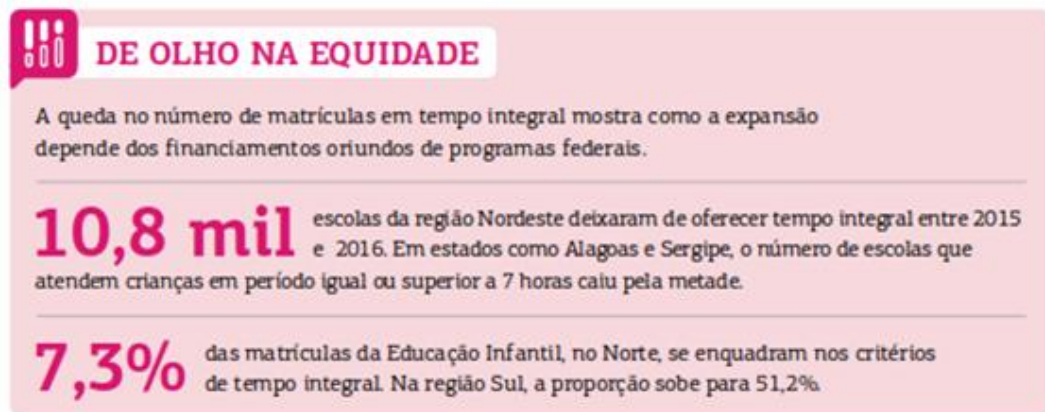 DE OLHO NA EQUIDADE
A queda no número de matrículas em tempo integral mostra como a expansão
depende dos financiamentos oriundos de programas federais.
10,8 mil escolas da região Nordeste deixaram de oferecer tempo integral entre 2015
e 2016. Em estados como Alagoas e Sergipe, o número de escolas que
atendem crianças em período igual ou superior a 7 horas caiu pela metade.
7,3% das matrículas da Educação Infantil, no Norte, se enquadram nos critérios
de tempo integral. Na região Sul, a proporção sobe para 51,2%.